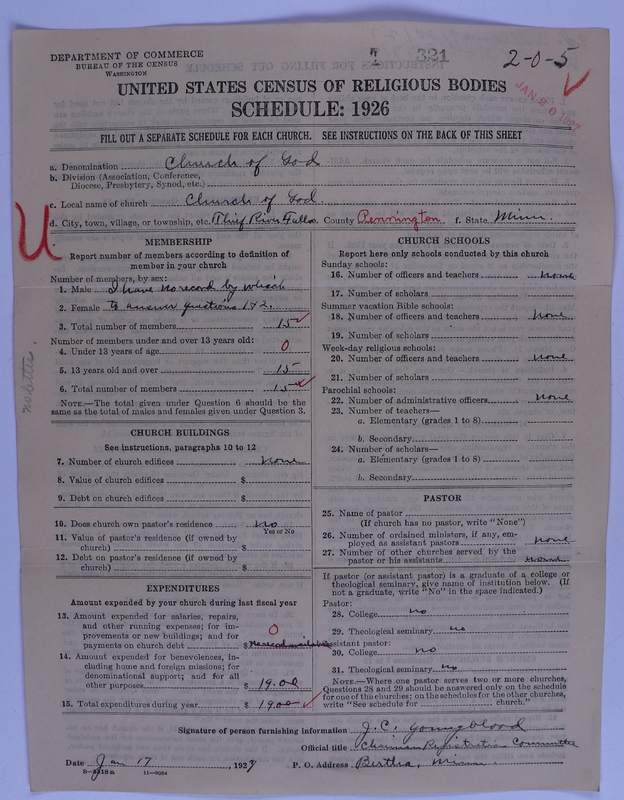 DEPARTMENT OF COMMERCE
BUREAU OF THE CENSUS
WASHINGTON
321
2-0-5
JAN 20 1927
UNITED STATES CENSUS OF RELIGIOUS BODIES
SCHEDULE: 1926
FILL OUT A SEPARATE SCHEDULE FOR EACH CHURCH. SEE INSTRUCTIONS ON THE BACK OF THIS SHEET
a. Denomination Church of God
b. Division (Association, Conference, Diocese, Presbytery, Synod, etc.)
c. Local name of church Church of God
d. City, town, village, or township, etc. Thief River Falls. County Pennington f. State Minn.
U
MEMBERSHIP
Report number of members according to definition of
member in your church
Number of members, by sex:
1. Male I have no record by which
2. Female to answer questions 1 & 2.
3. Total number of members 15
Number of members under and over 13 years old:
4. Under 13 years of age 0
5. 13 years old and over 15
6. Total number of members 15
NOTE.—The total given under Question 6 should be
same as the total of males and females given under Question 3.
no letter.
CHURCH BUILDINGS
See instructions, paragraphs 10 to 12
7. Number of church edifices none
8. Value of church edifices $
9. Debt on church edifices $
10. Does church own pastor's residence no
Yes or No
11. Value of pastor's residence (if owned by
church) $
12. Debt on pastor's residence (if owned by
church) $
EXPENDITURES
Amount expended by your church during last fiscal year
13. Amount expended for salaries, repairs,
and other running expenses; for im-
provements or new buildings; and for
payments on church debt $ 0 no record available
14. Amount expended for benevolences, in-
cluding home and foreign missions; for
denominational support; and for all
other purposes $ 19.00
15. Total expenditures during year $ 19.00
CHURCH SCHOOLS
Report here only schools conducted by this church
Sunday schools:
16. Number of officers and teachers none
17. Number of scholars
Summer vacation Bible schools:
18. Number of officers and teachers none
19. Number of scholars
Week-day religious schools:
20. Number of officers and teachers none
21. Number of scholars
Parochial schools:
22. Number of administrative officers none
23. Number of teachers—
a. Elementary (grades 1 to 8)
b. Secondary
24. Number of scholars—
a. Elementary (grades 1 to 8)
b. Secondary
PASTOR
25. Name of pastor
(If church has no pastor, write "None")
26. Number of ordained ministers, if any, em-
ployed as assistant pastors none
27. Number of other churches served by the
pastor or his assistants none
If pastor (or assistant pastor) is a graduate of a college or
theological seminary, give name of institution below. (If
not a graduate, write "No" in the space indicated.)
Pastor:
28. College no
29. Theological seminary no
Assistant pastor:
30. College no
31. Theological seminary no
NOTE.—Where one pastor serves two or more churches,
Questions 28 and 29 should be answered only on the schedule
for one of the churches; on the schedules for the other churches,
write "See schedule for church."
Signature of person furnishing information J. C. Youngblood
Official title Chairman Registration Committee
Date Jan 17, 1927 P. O. Address Bertha, Minn.
8-5518a 11-9054